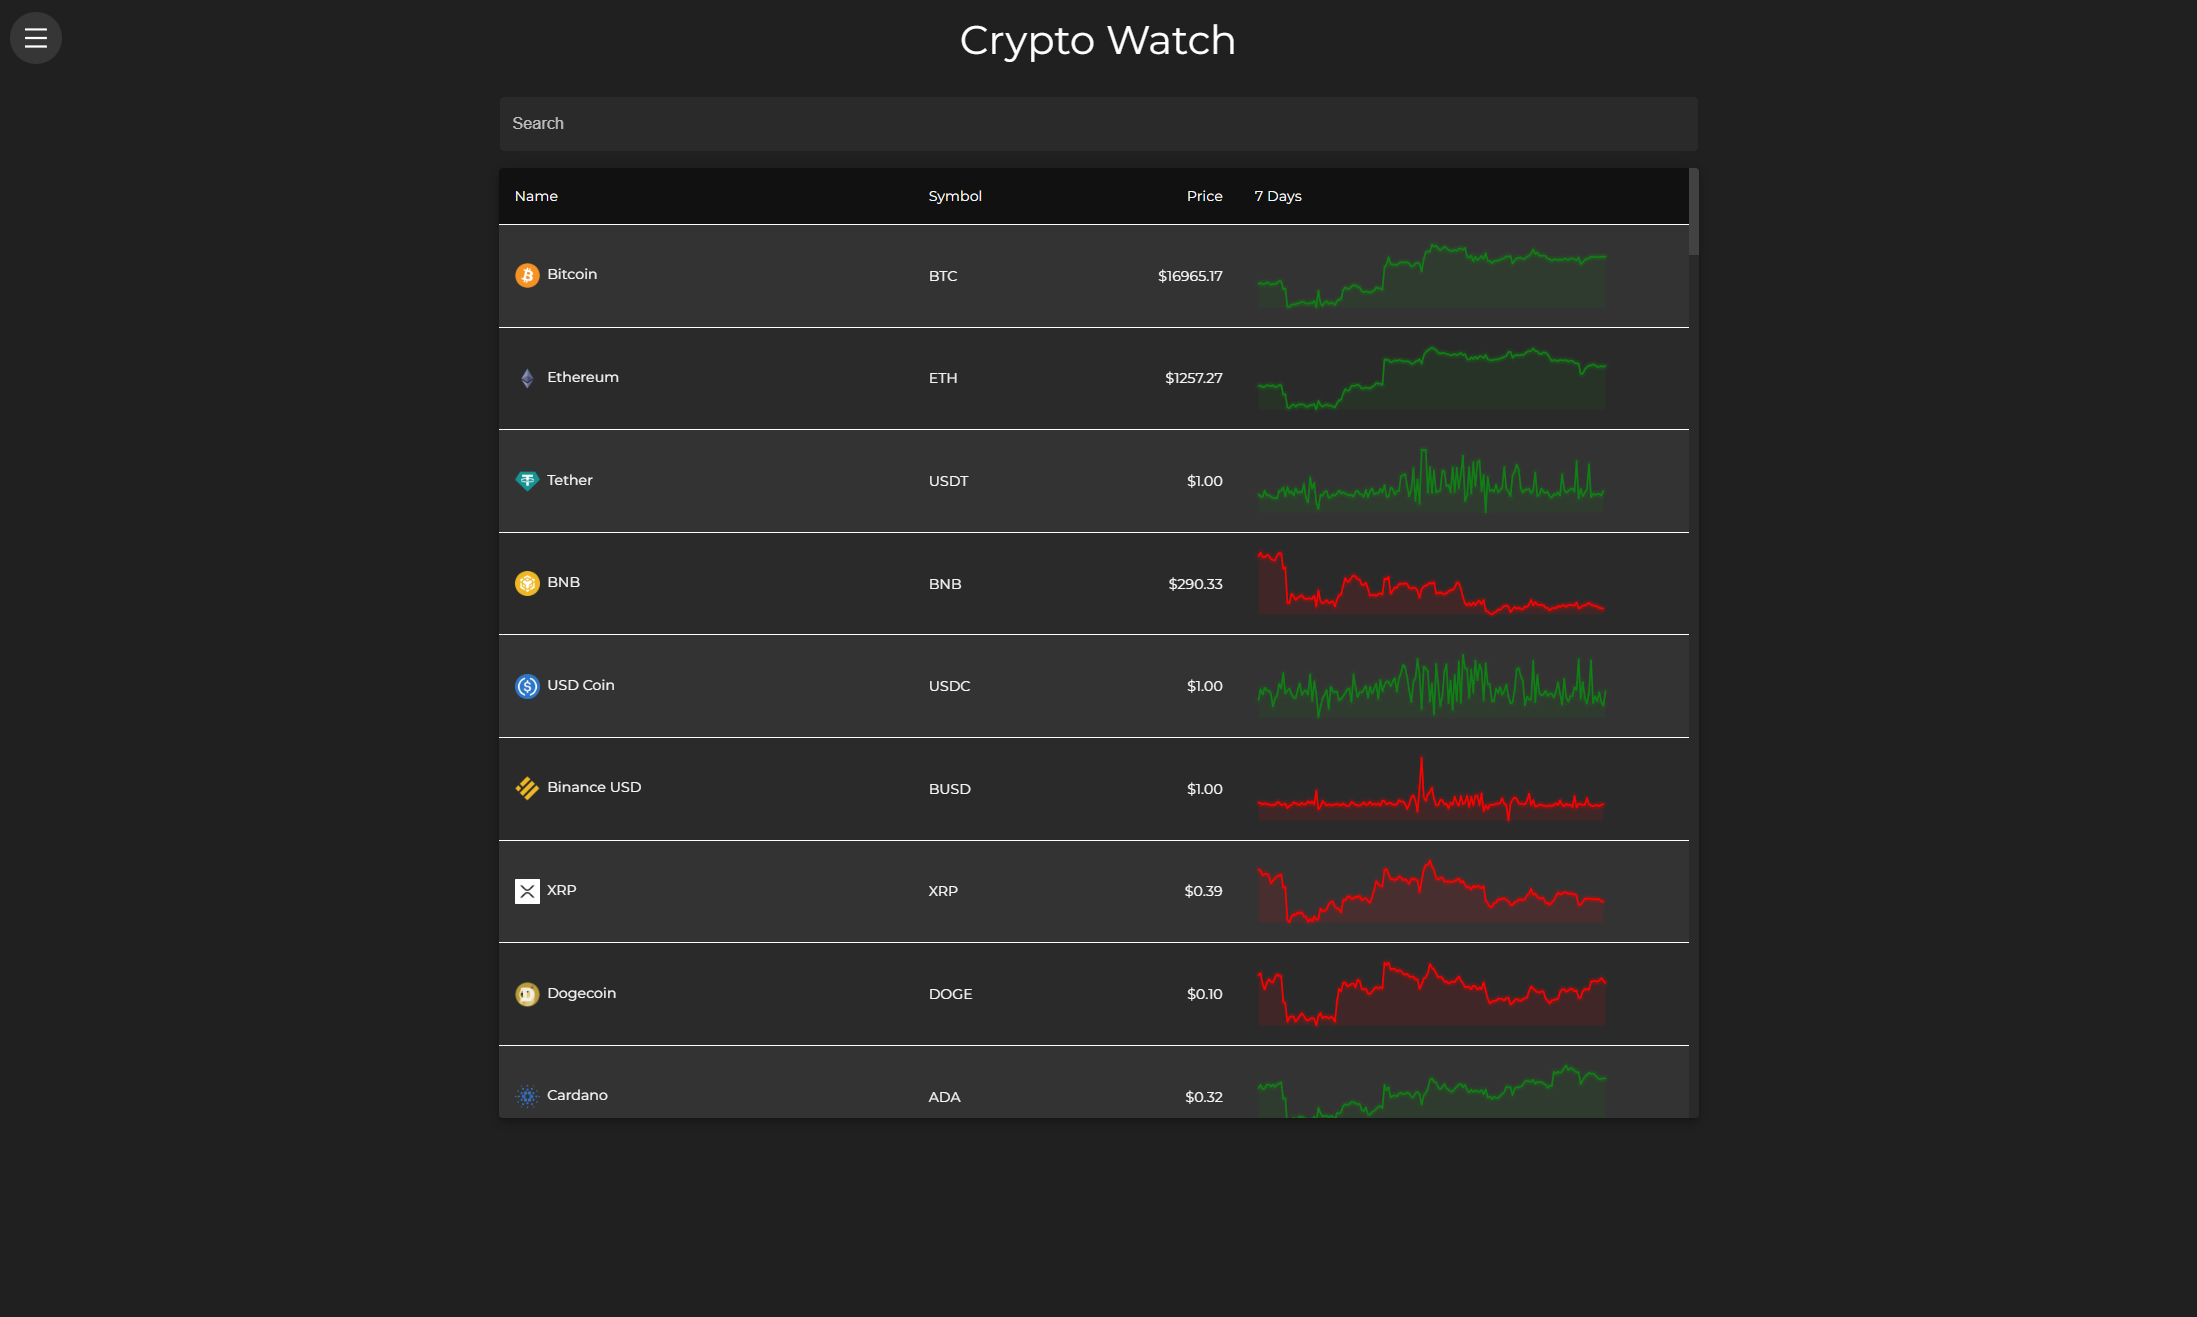 Crypto Watch
Search
Name Symbol Price 7 Days
Bitcoin BTC $16965.17
Ethereum ETH $1257.27
Tether USDT $1.00
BNB BNB $290.33
USD Coin USDC $1.00
Binance USD BUSD $1.00
XRP XRP $0.39
Dogecoin DOGE $0.10
Cardano ADA $0.32